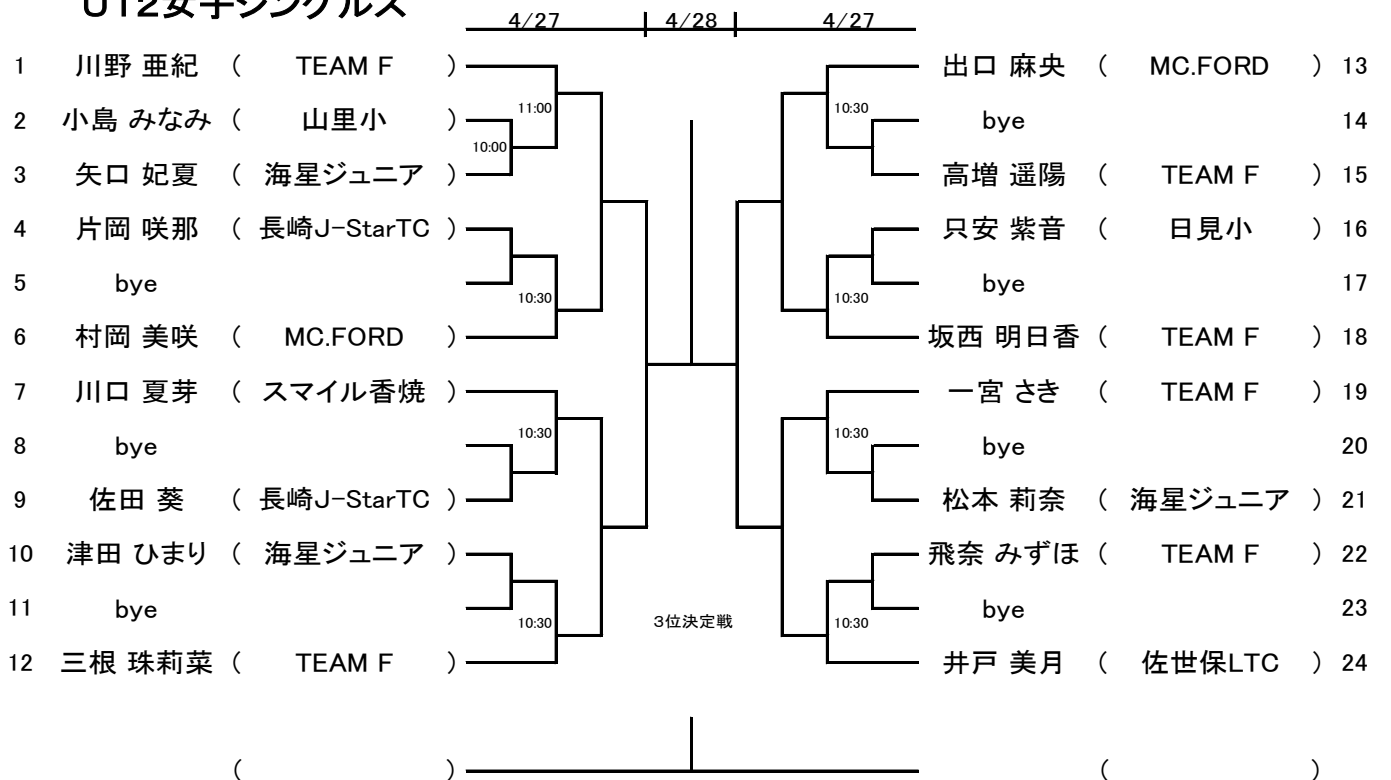 U12女子シングルス
4/27 4/28 4/27
1 川野 亜紀 ( TEAM F ) 出口 麻央 ( MC.FORD ) 13
11:00 10:30
2 小島 みなみ ( 山里小 ) bye 14
10:00
3 矢口 妃夏 ( 海星ジュニア ) 高増 遥陽 ( TEAM F ) 15
4 片岡 咲那 ( 長崎J-StarTC ) 只安 紫音 ( 日見小 ) 16
5 bye bye 17
10:30 10:30
6 村岡 美咲 ( MC.FORD ) 坂西 明日香 ( TEAM F ) 18
7 川口 夏芽 ( スマイル香焼 ) 一宮 さき ( TEAM F ) 19
10:30 10:30
8 bye bye 20
9 佐田 葵 ( 長崎J-StarTC ) 松本 莉奈 ( 海星ジュニア ) 21
10 津田 ひまり ( 海星ジュニア ) 飛奈 みずほ ( TEAM F ) 22
11 bye bye 23
10:30 3位決定戦 10:30
12 三根 珠莉菜 ( TEAM F ) 井戸 美月 ( 佐世保LTC ) 24
( ) ( )